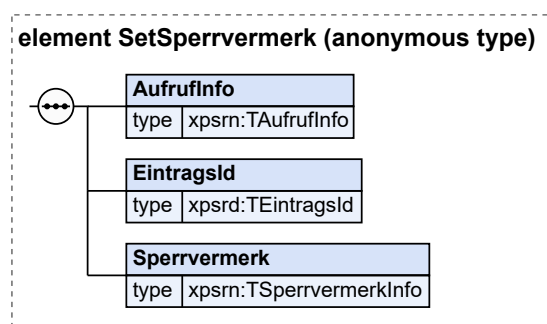 element SetSperrvermerk (anonymous type)
AufrufInfo
type xpsrn:TAufrufInfo
EintragsId
type xpsrd:TEintragsId
Sperrvermerk
type xpsrn:TSperrvermerkInfo